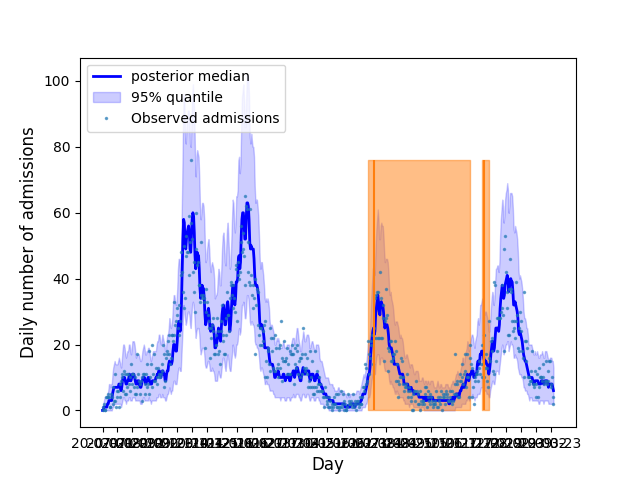 posterior median
95% quantile
Observed admissions
100
80
60
40
20
0
Daily number of admissions
Day